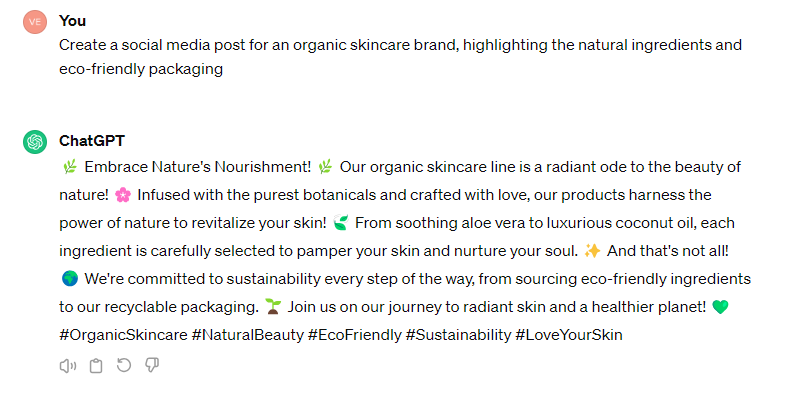 VE You
Create a social media post for an organic skincare brand, highlighting the natural ingredients and
eco-friendly packaging
ChatGPT
🌿 Embrace Nature's Nourishment! 🌿 Our organic skincare line is a radiant ode to the beauty of
nature! 🌸 Infused with the purest botanicals and crafted with love, our products harness the
power of nature to revitalize your skin! 🍃 From soothing aloe vera to luxurious coconut oil, each
ingredient is carefully selected to pamper your skin and nurture your soul. ✨ And that's not all!
🌍 We're committed to sustainability every step of the way, from sourcing eco-friendly ingredients
to our recyclable packaging. 🌱 Join us on our journey to radiant skin and a healthier planet! 💚
#OrganicSkincare #NaturalBeauty #EcoFriendly #Sustainability #LoveYourSkin